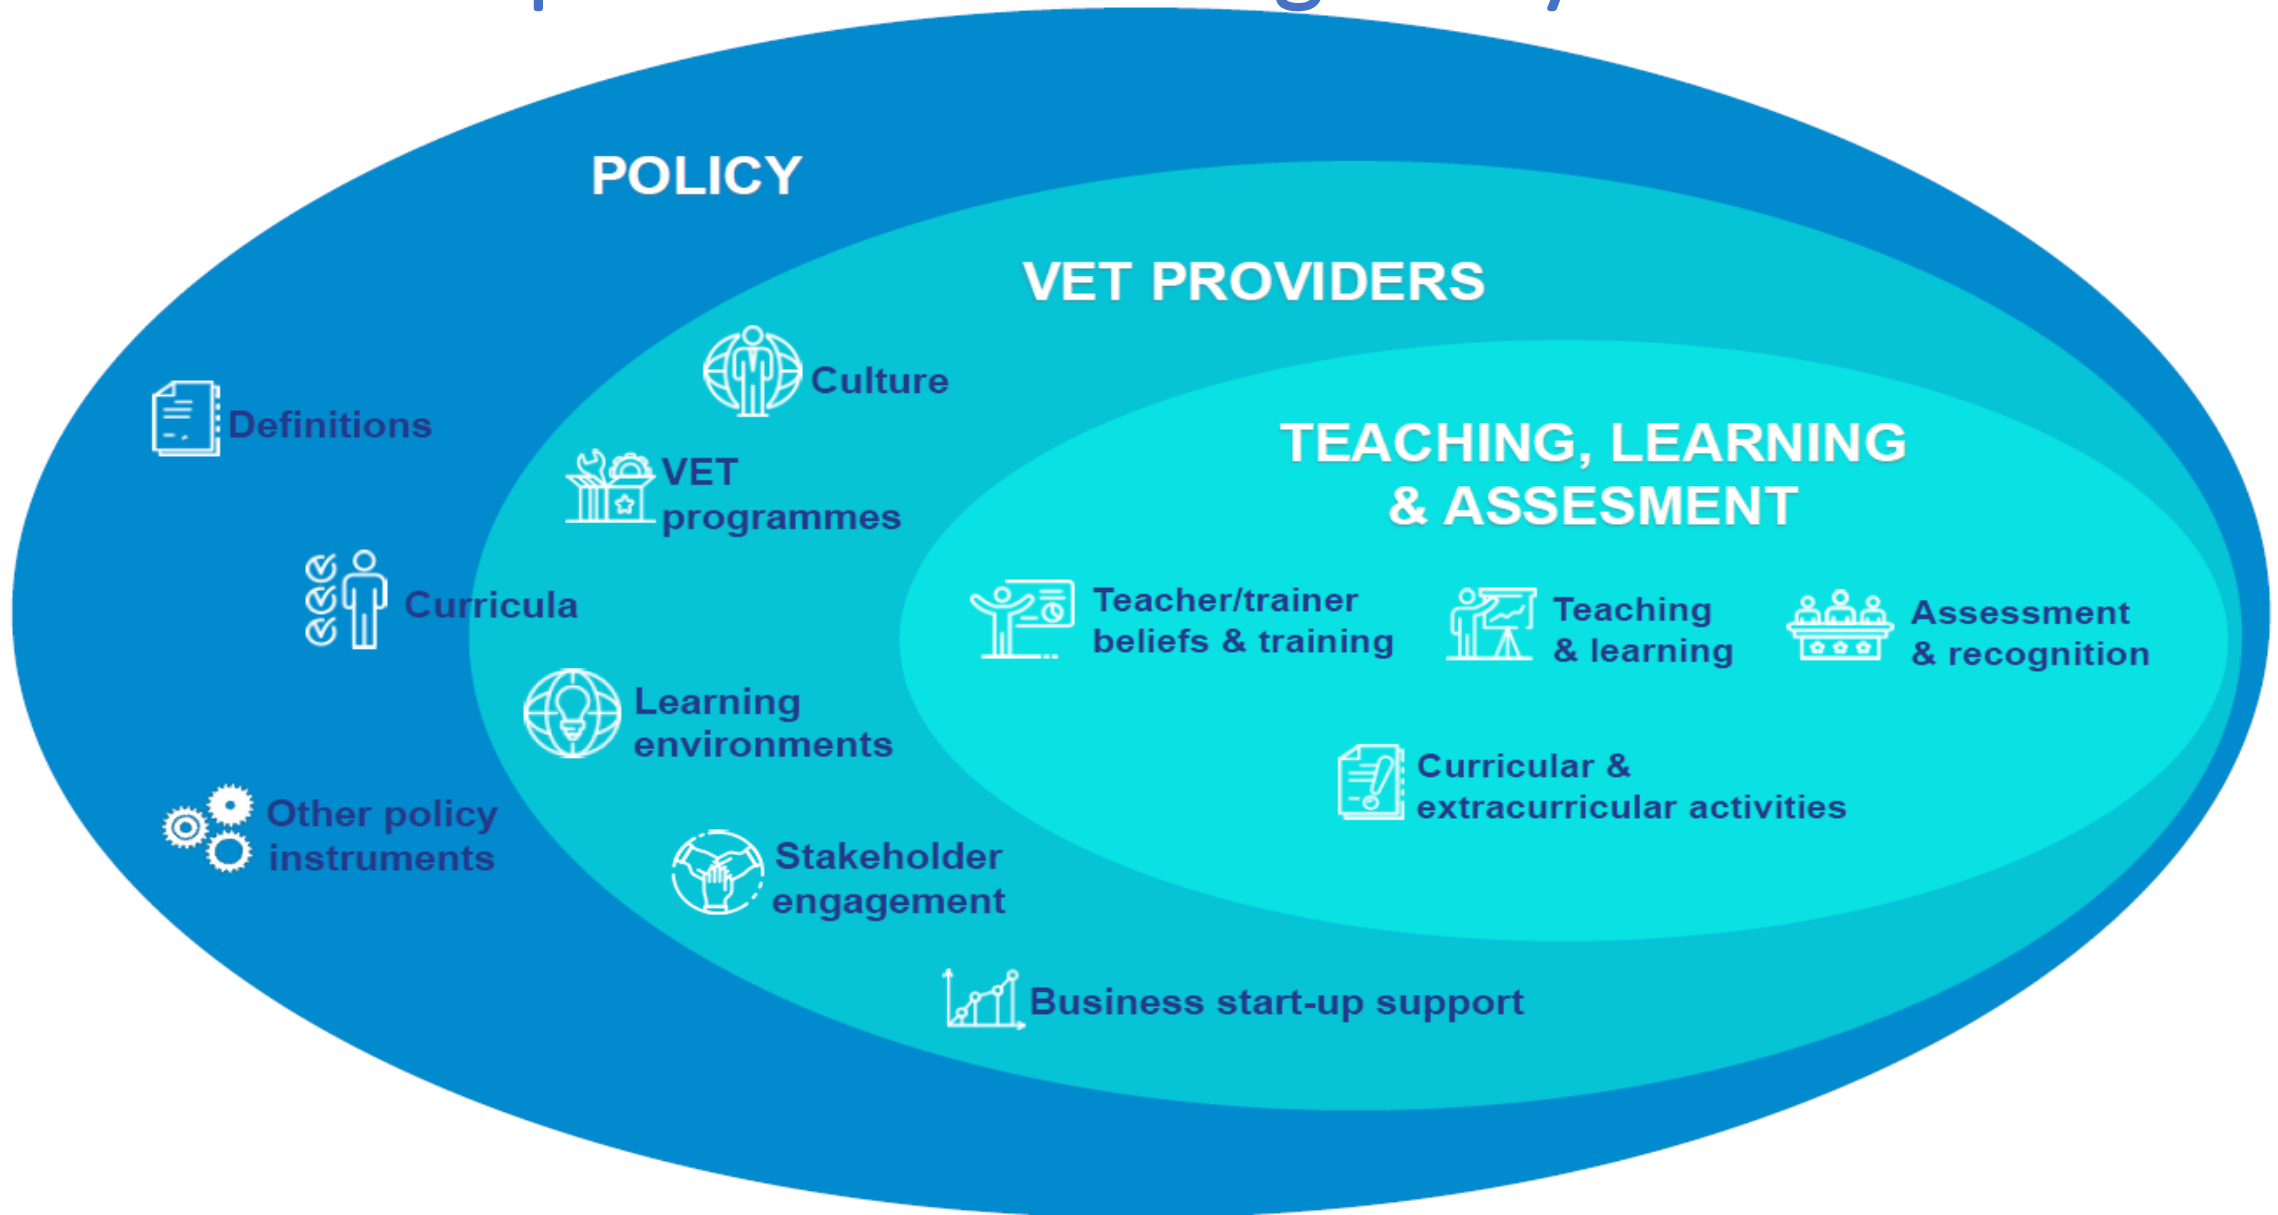 POLICY
VET PROVIDERS
Culture
Definitions
VET
programmes
TEACHING, LEARNING
& ASSESMENT
Curricula
Teacher/trainer
beliefs & training
Teaching
& learning
Assessment
& recognition
Learning
environments
Curricular &
extracurricular activities
Other policy
instruments
Stakeholder
engagement
Business start-up support